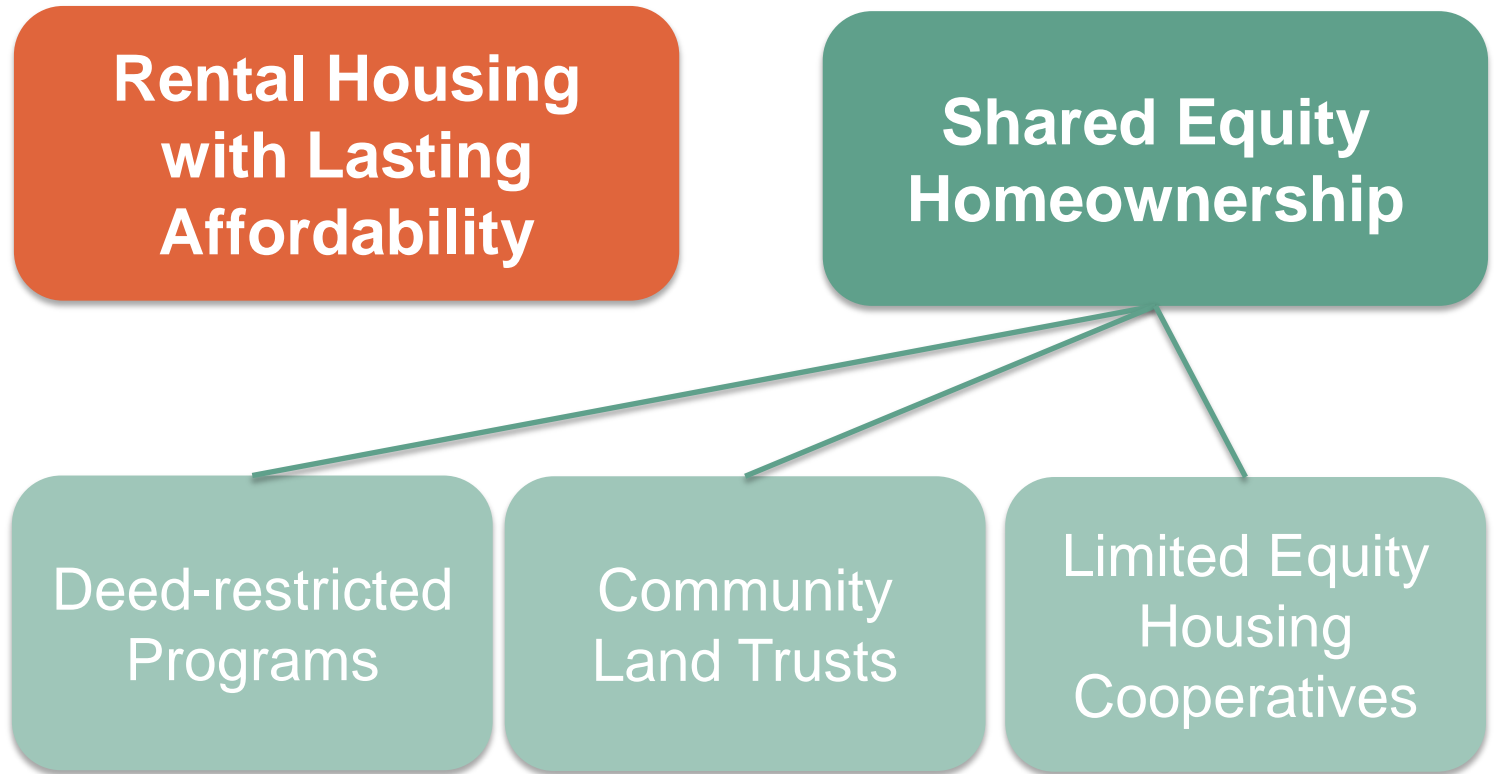 Rental Housing
with Lasting
Affordability
Shared Equity
Homeownership
Deed-restricted
Programs
Community
Land Trusts
Limited Equity
Housing
Cooperatives